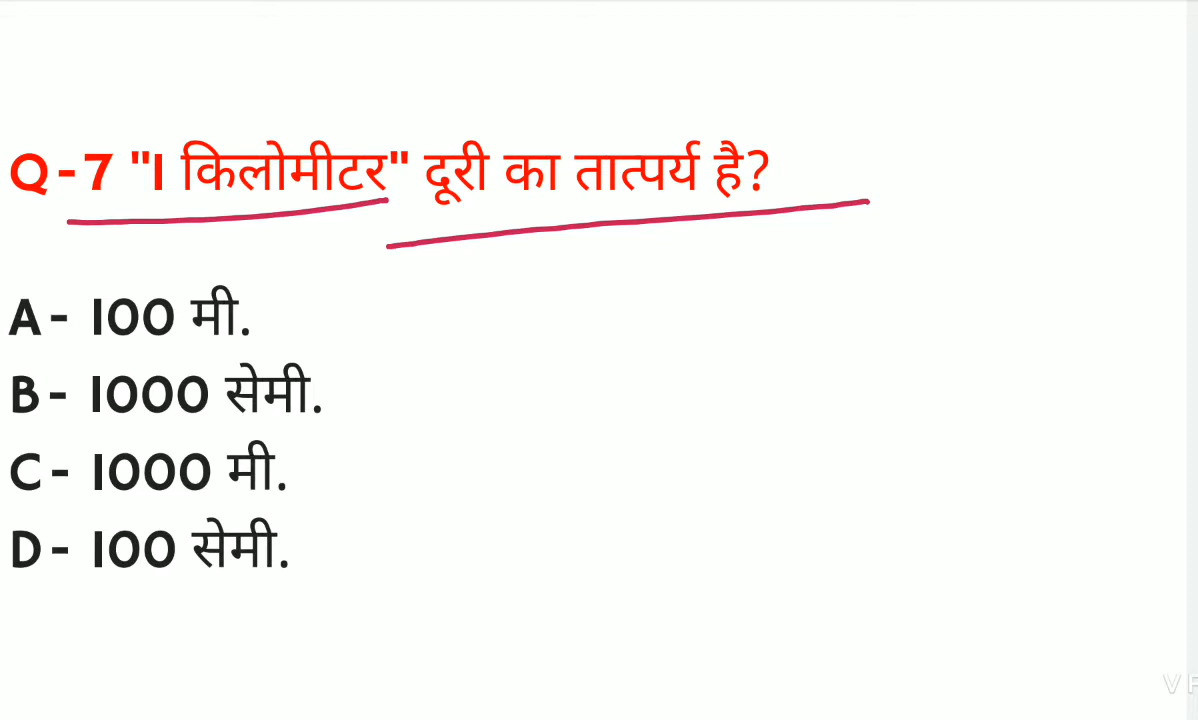 Q-7 "1 किलोमीटर" दूरी का तात्पर्य है?
A- 100 मी.
B- 1000 सेमी.
C- 1000 मी.
D- 100 सेमी.